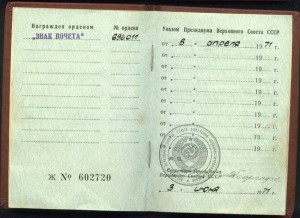 Награжден орденом № ордена
„ЗНАК ПОЧЕТА“ 696011
Ж № 602720
Указом Президиума Верховного Совета СССР
от „ 8 „ апреля 1971 г.
от „ „ 19 г.
от „ „ 19 г.
от „ „ 19 г.
от „ „ 19 г.
от „ „ 19 г.
от „ „ 19 г.
от „ „ 19 г.
Секретарь Президиума
Верховного Совета СССР
3 июня 1971 г.